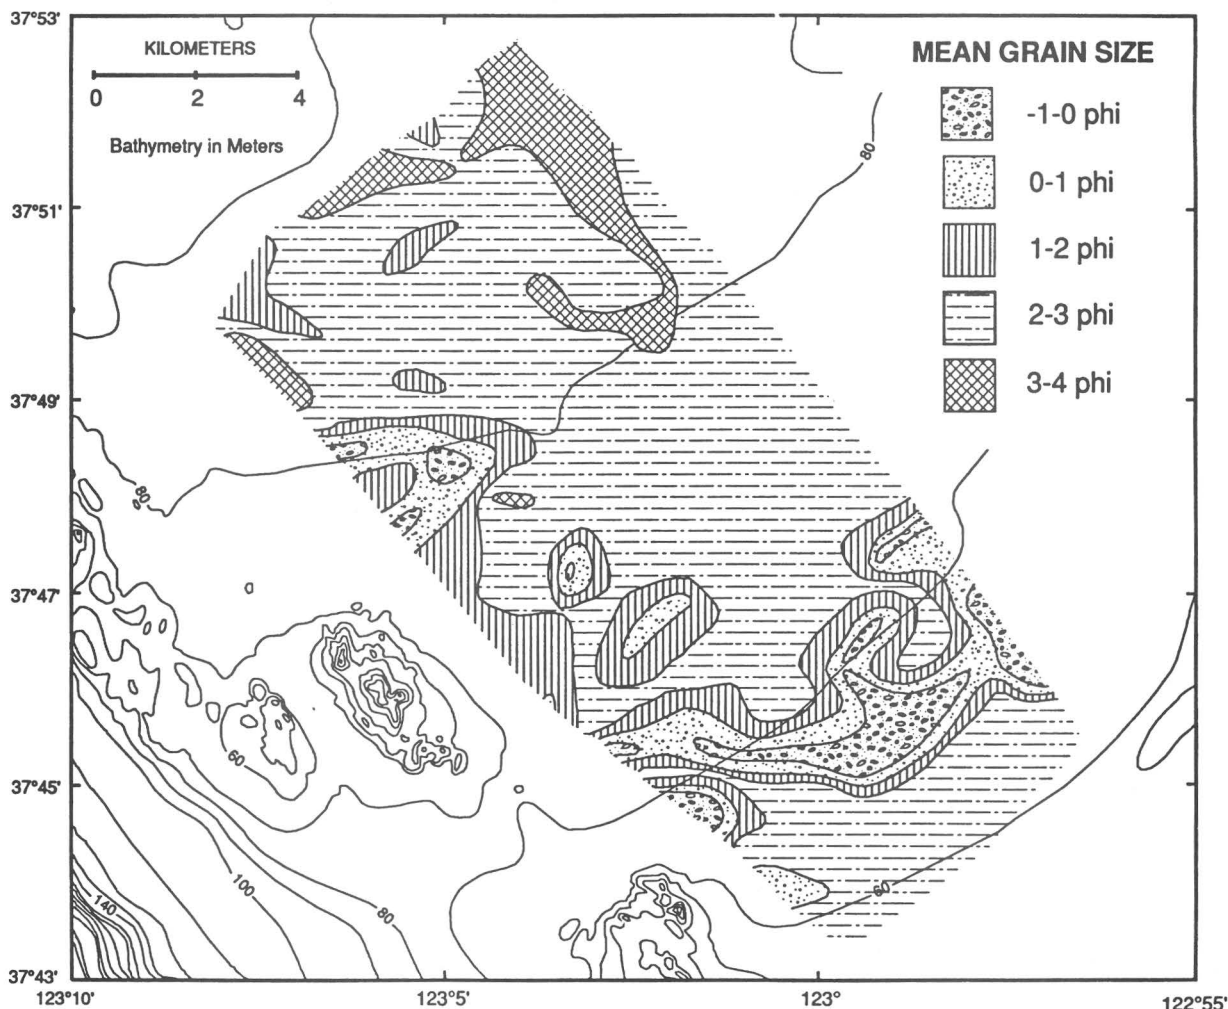 37°53'
KILOMETERS
0 2 4
Bathymetry in Meters
MEAN GRAIN SIZE
-1-0 phi
0-1 phi
1-2 phi
2-3 phi
3-4 phi
80
37°51'
37°49'
80
37°47'
60
37°45'
100
140
80
60
37°43'
123°10' 123°5' 123° 122°55'